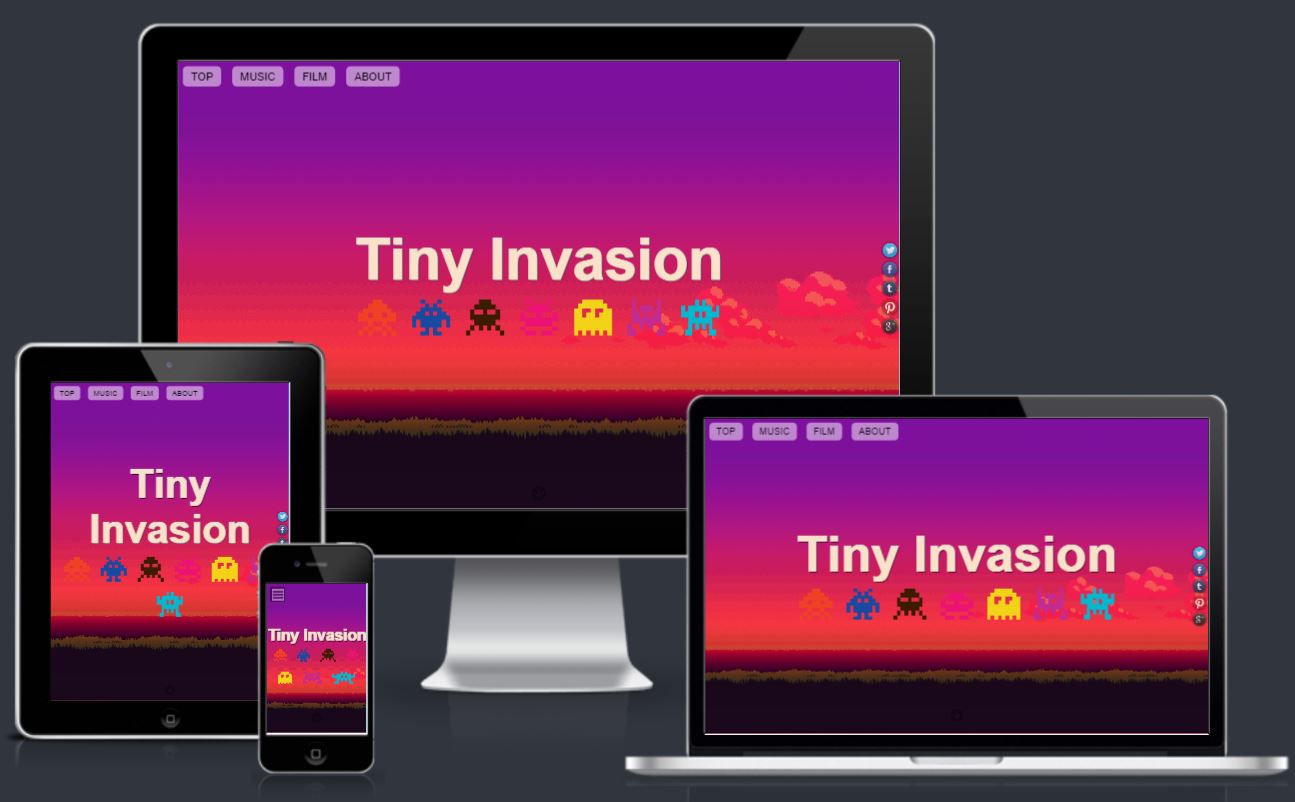 TOP MUSIC FILM ABOUT
Tiny Invasion
f
t
g+
TOP MUSIC FILM ABOUT
Tiny
Invasion
f
Tiny Invasion
TOP MUSIC FILM ABOUT
Tiny Invasion
f
t
g+